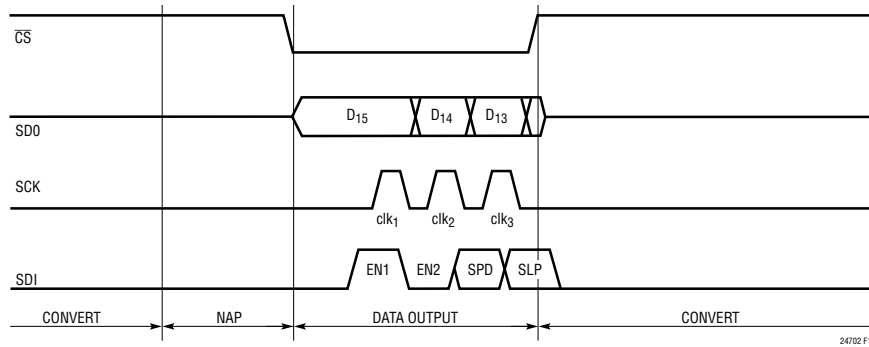 CS
SD0
D15 D14 D13
SCK
clk1 clk2 clk3
SDI
EN1 EN2 SPD SLP
CONVERT NAP DATA OUTPUT CONVERT